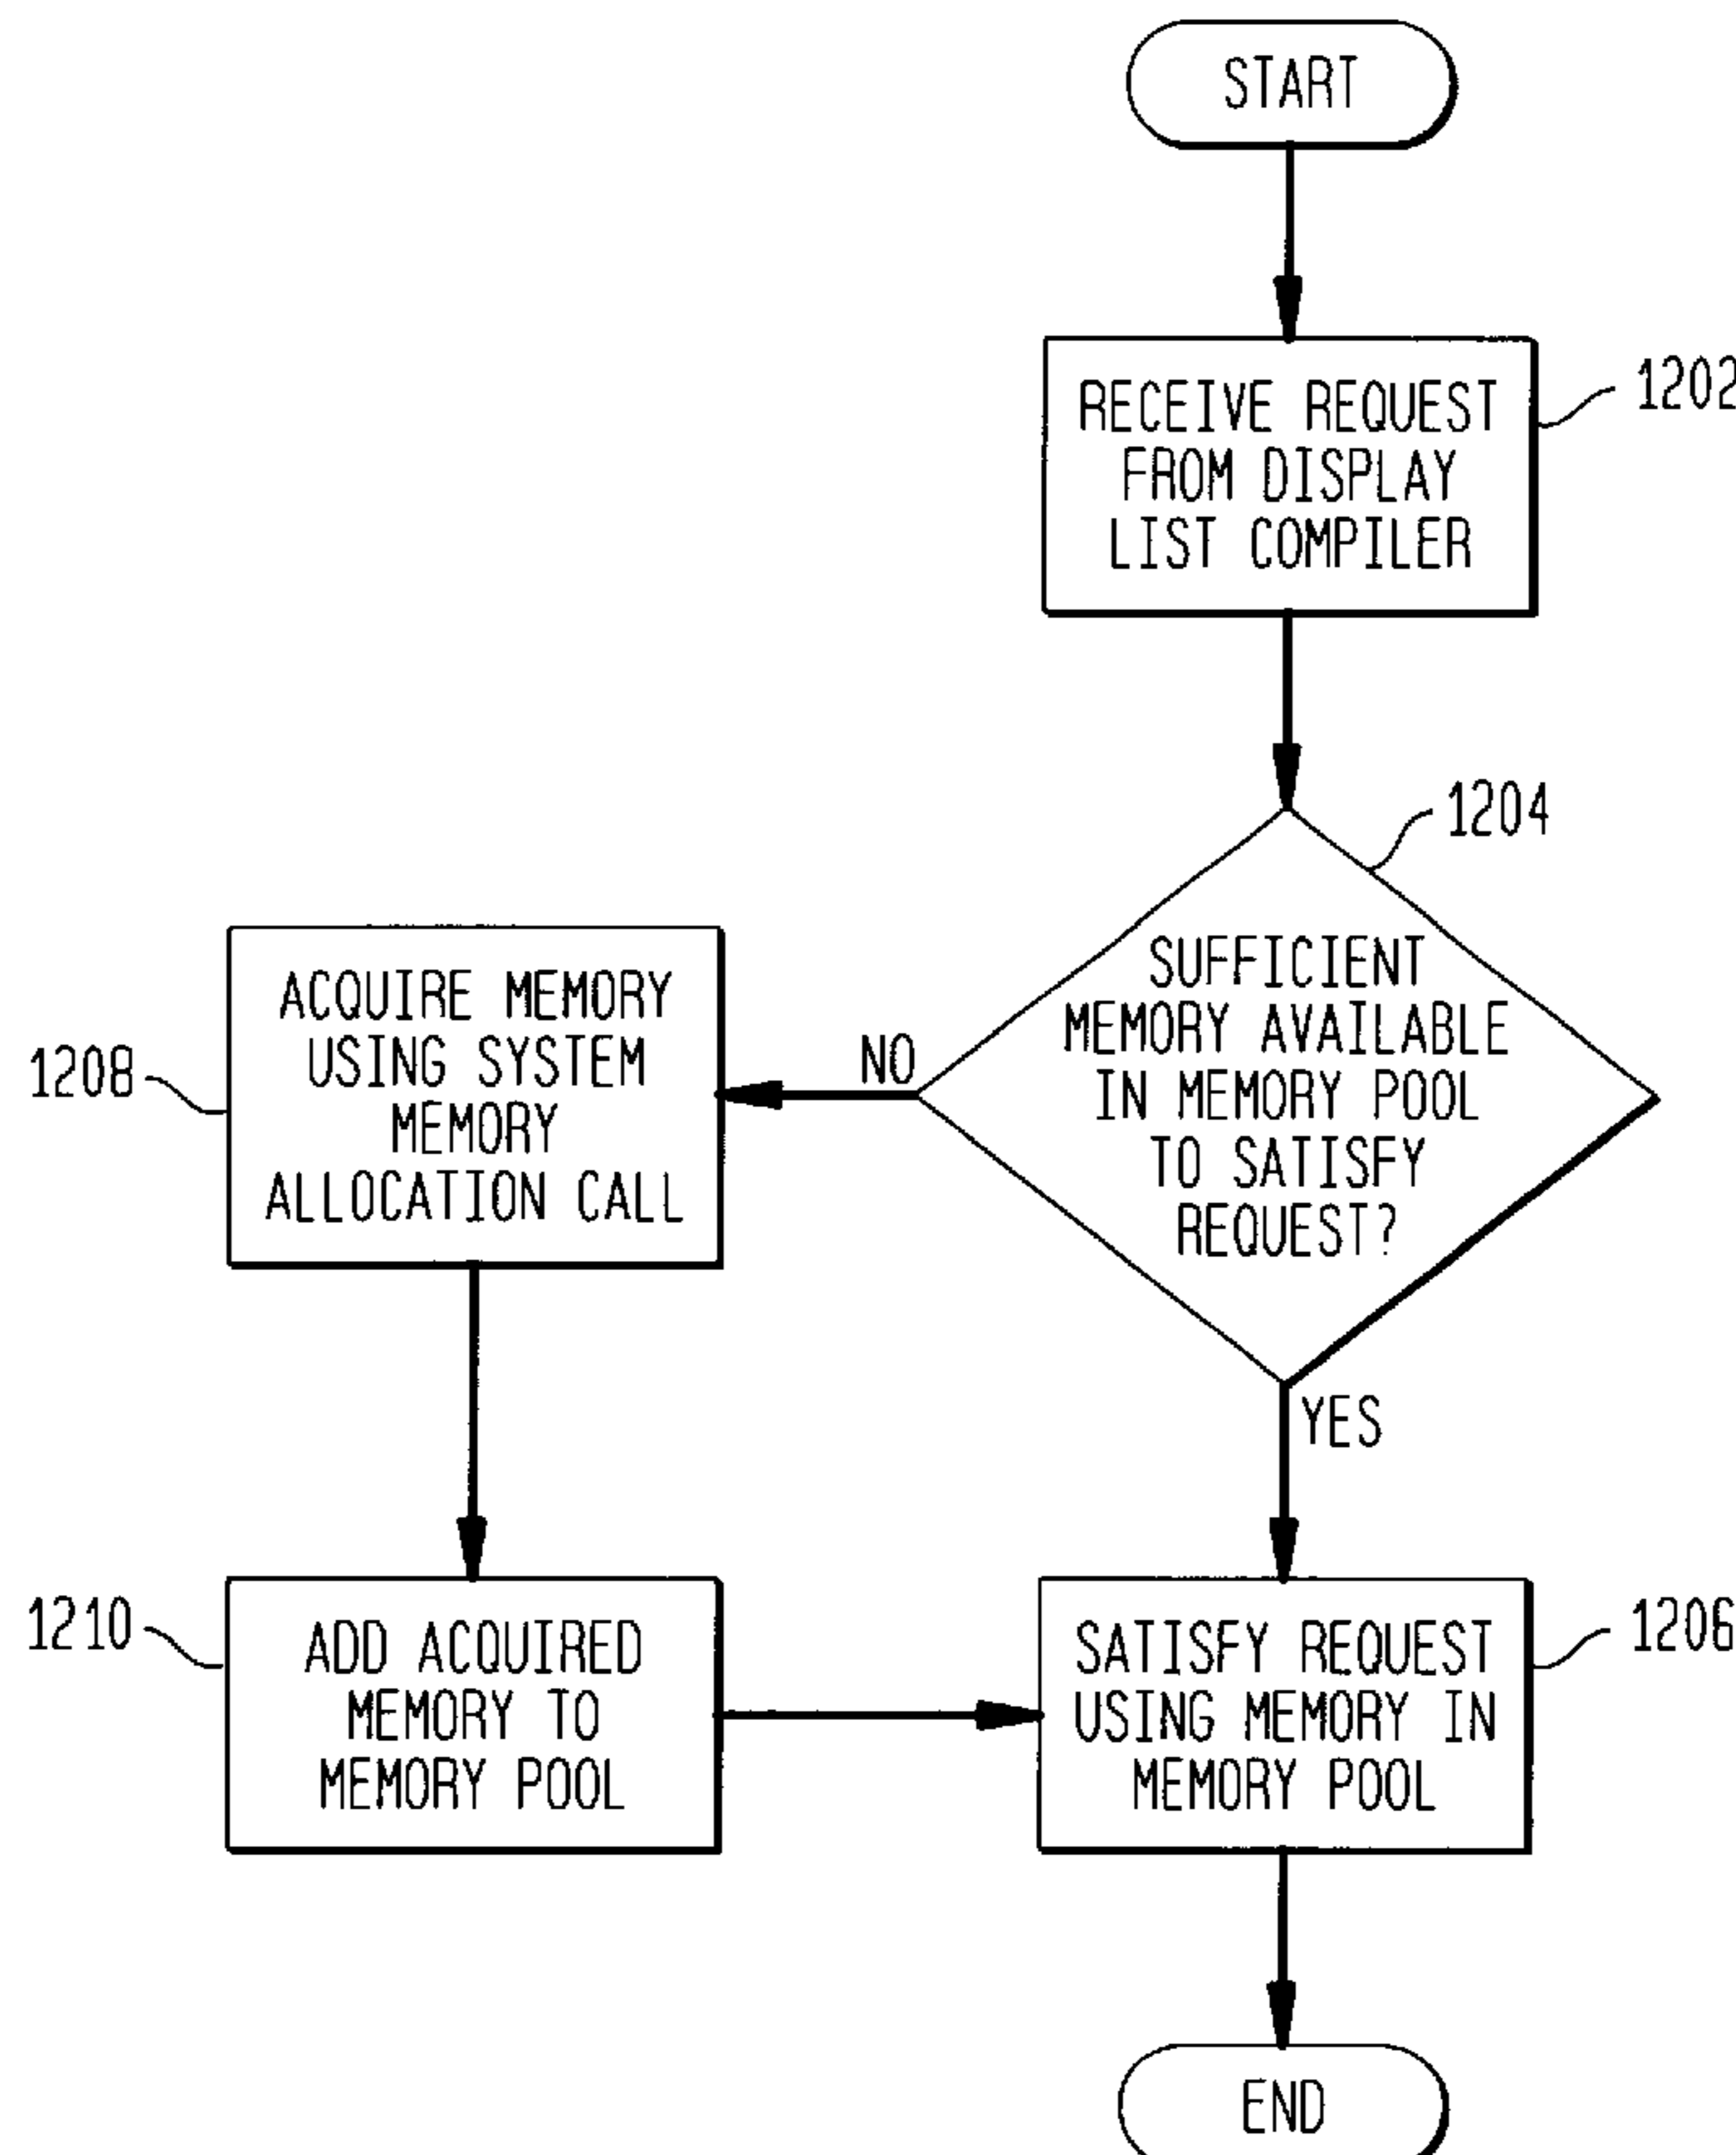 START
RECEIVE REQUEST
FROM DISPLAY
LIST COMPILER
1202
1204
SUFFICIENT
MEMORY AVAILABLE
IN MEMORY POOL
TO SATISFY
REQUEST?
NO
YES
ACQUIRE MEMORY
USING SYSTEM
MEMORY
ALLOCATION CALL
1208
1210
ADD ACQUIRED
MEMORY TO
MEMORY POOL
SATISFY REQUEST
USING MEMORY IN
MEMORY POOL
1206
END